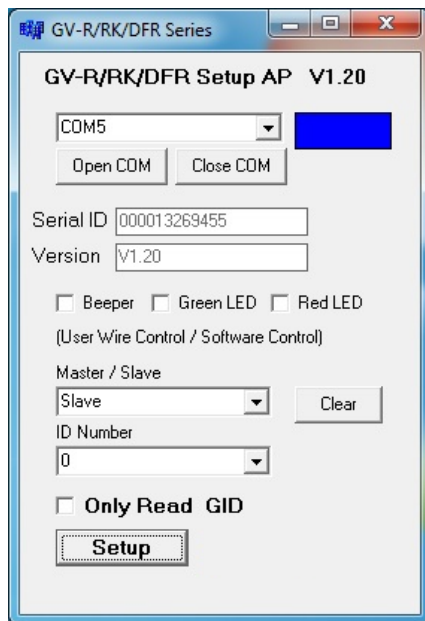 GV-R/RK/DFR Series
GV-R/RK/DFR Setup AP V1.20
COM5
Open COM Close COM
Serial ID 000013269455
Version V1.20
Beeper Green LED Red LED
(User Wire Control / Software Control)
Master / Slave
Slave Clear
ID Number
0
Only Read GID
Setup